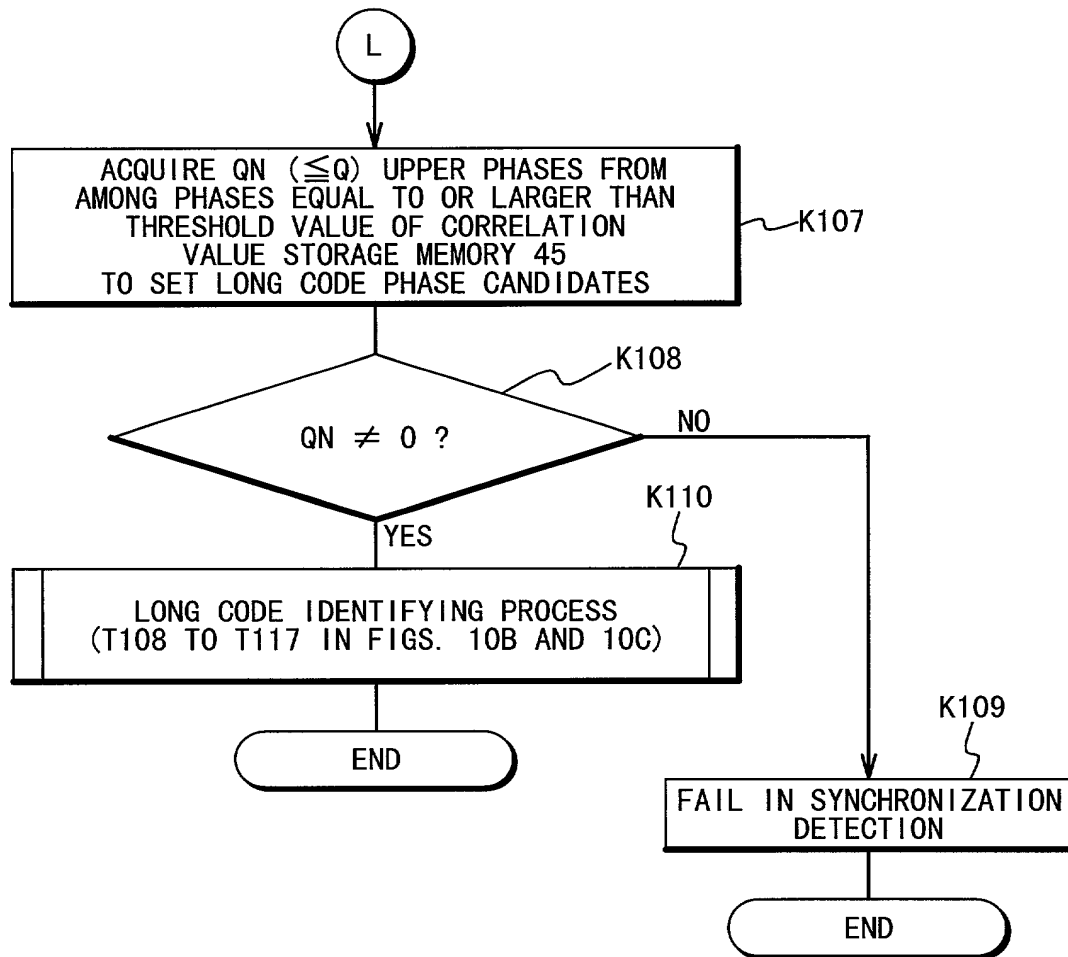 L
ACQUIRE QN (≦Q) UPPER PHASES FROM
AMONG PHASES EQUAL TO OR LARGER THAN
THRESHOLD VALUE OF CORRELATION
VALUE STORAGE MEMORY 45
TO SET LONG CODE PHASE CANDIDATES
K107
K108
QN ≠ 0 ?
NO
YES
K110
LONG CODE IDENTIFYING PROCESS
(T108 TO T117 IN FIGS. 10B AND 10C)
END
K109
FAIL IN SYNCHRONIZATION
DETECTION
END